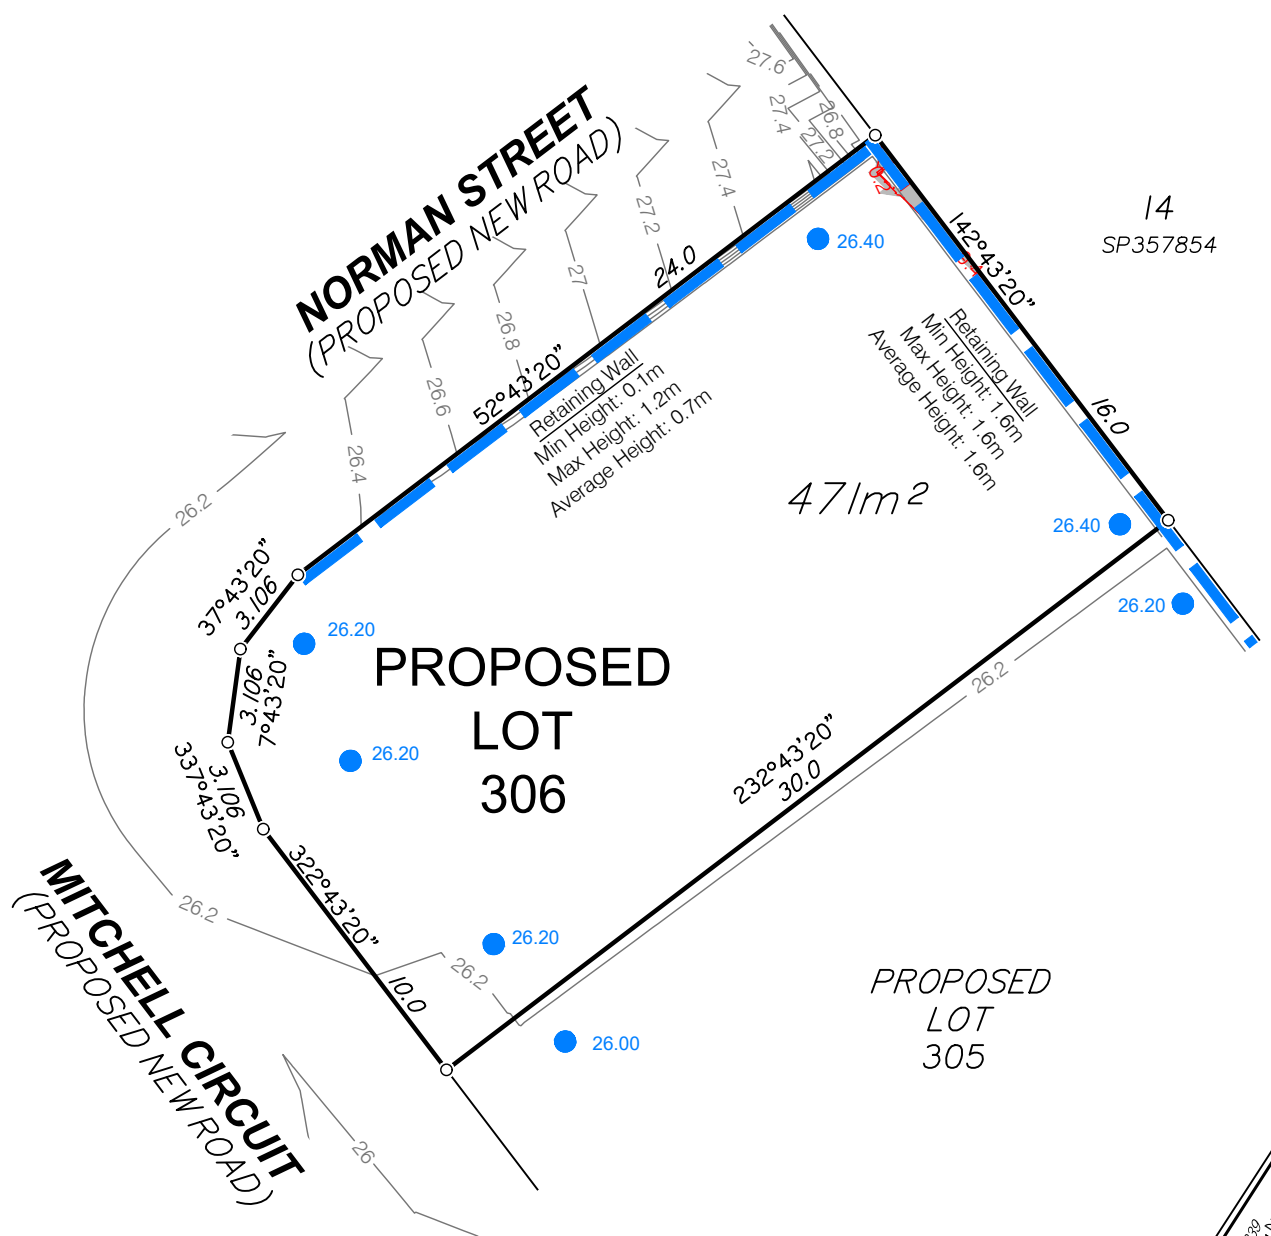 NORMAN STREET
(PROPOSED NEW ROAD)
27.6
27.4
26.8
27.2
27.4
27.2
27
26.8
26.6
26.4
26.2
24.0
52°43'20"
Retaining Wall
Min Height: 0.1m
Max Height: 1.2m
Average Height: 0.7m
26.40
0.2
142°43'20"
16.0
Retaining Wall
Min Height: 1.6m
Max Height: 1.6m
Average Height: 1.6m
14
SP357854
471m²
26.40
26.20
37°43'20"
3.106
3.106
7°43'20"
3.106
337°43'20"
26.20
26.20
PROPOSED
LOT
306
26.2
232°43'20"
30.0
322°43'20"
10.0
26.2
26.2
26.20
26.00
MITCHELL CIRCUIT
(PROPOSED NEW ROAD)
26
PROPOSED
LOT
305